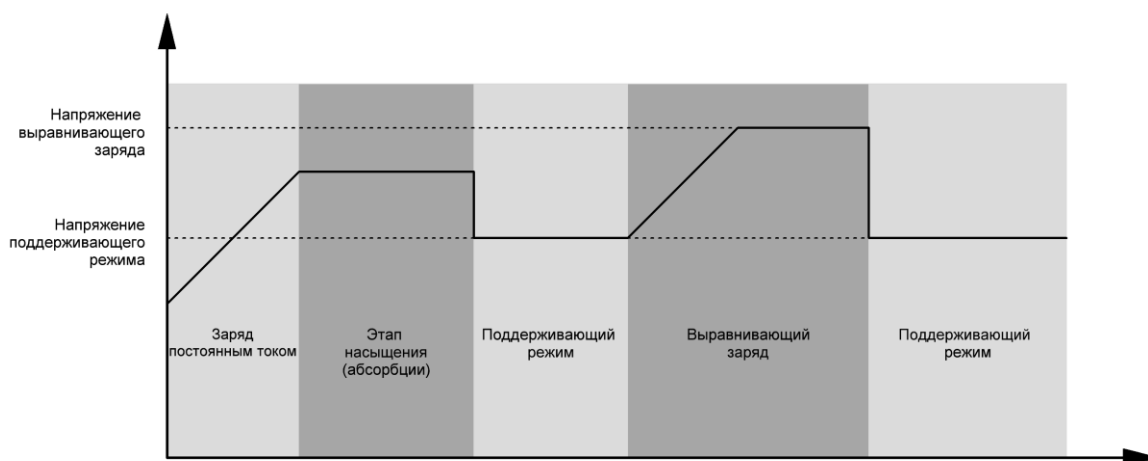 Напряжение
выравнивающего
заряда
Напряжение
поддерживающего
режима
Заряд
постоянным током
Этап
насыщения
(абсорбции)
Поддерживающий
режим
Выравнивающий
заряд
Поддерживающий
режим